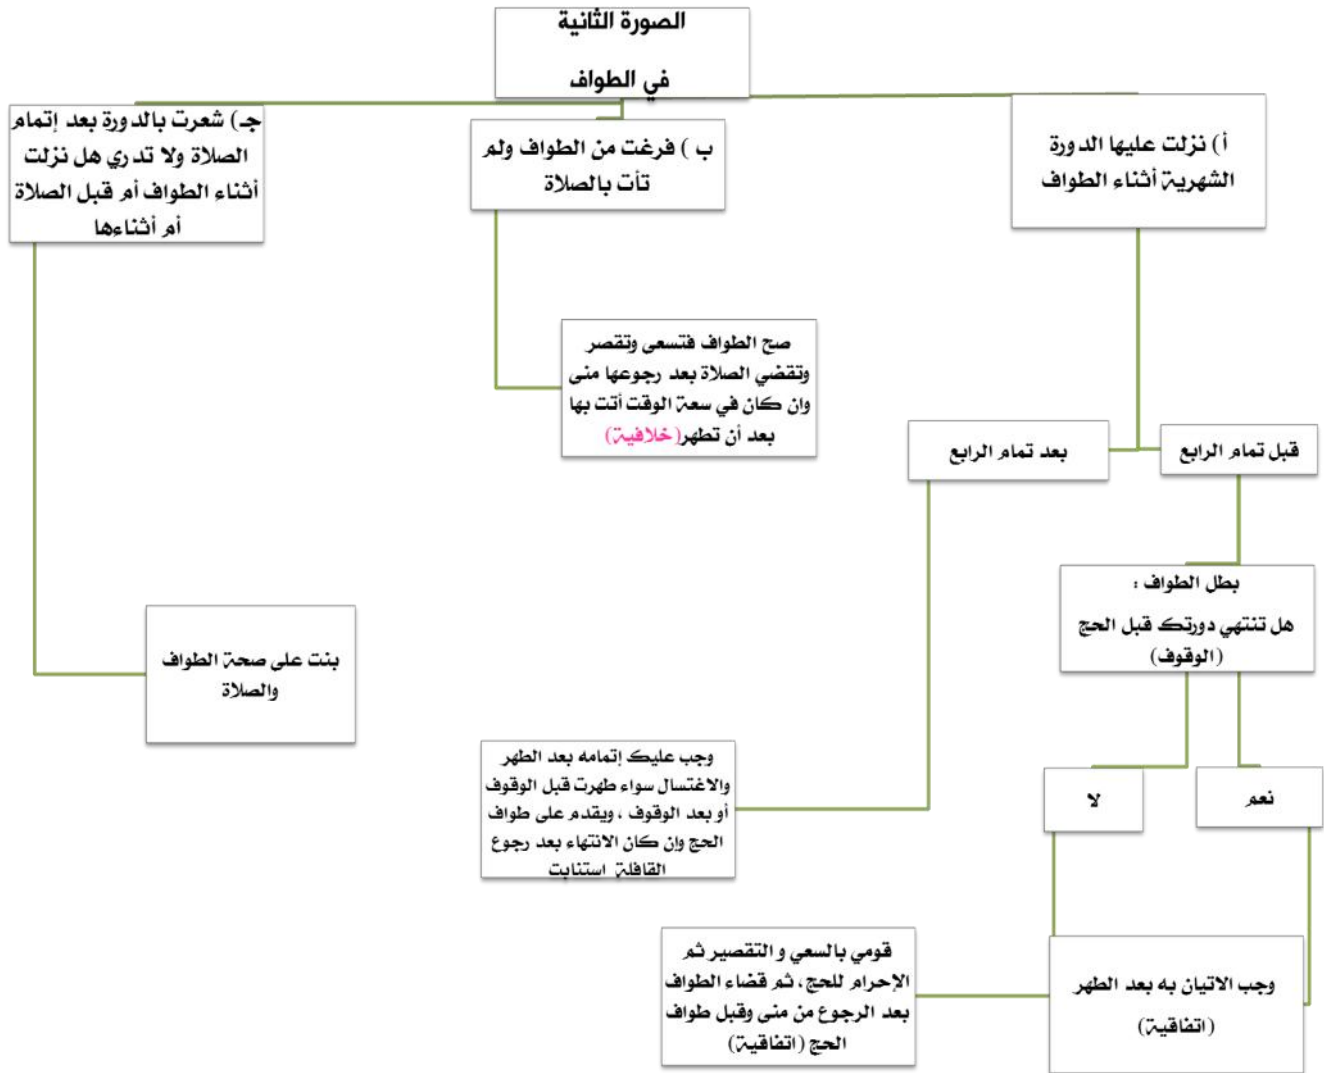 الصورة الثانية
في الطواف
أ) نزلت عليها الدورة
الشهرية أثناء الطواف
ب ) فرغت من الطواف ولم
تأت بالصلاة
جـ) شعرت بالدورة بعد إتمام
الصلاة ولا تدري هل نزلت
أثناء الطواف أم قبل الصلاة
أم أثناءها
صح الطواف فتسعى وتقصر
وتقضي الصلاة بعد رجوعها منى
وان كان في سعة الوقت أتت بها
بعد أن تطهر(خلافية)
قبل تمام الرابع
بعد تمام الرابع
بطل الطواف :
هل تنتهي دورتك قبل الحج
(الوقوف)
بنت على صحة الطواف
والصلاة
وجب عليك إتمامه بعد الطهر
والاغتسال سواء طهرت قبل الوقوف
أو بعد الوقوف ، ويقدم على طواف
الحج وإن كان الانتهاء بعد رجوع
القافلة استنابت
نعم
لا
وجب الاتيان به بعد الطهر
(اتفاقية)
قومي بالسعي و التقصير ثم
الإحرام للحج، ثم قضاء الطواف
بعد الرجوع من منى وقبل طواف
الحج (اتفاقية)